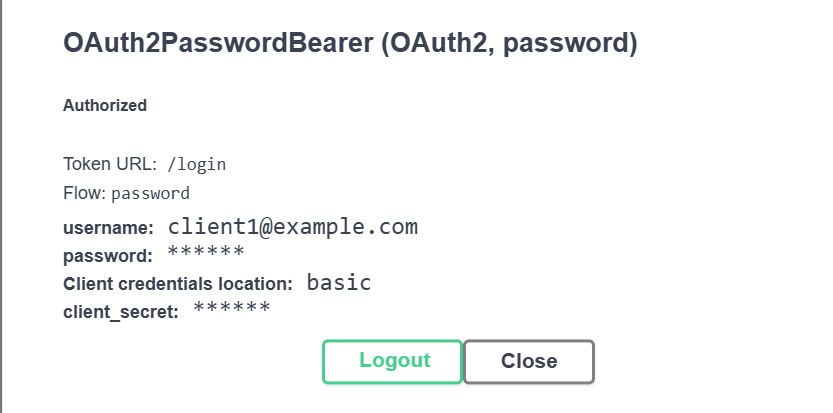 OAuth2PasswordBearer (OAuth2, password)
Authorized
Token URL: /login
Flow: password
username: client1@example.com
password: ******
Client credentials location: basic
client_secret: ******
Logout Close